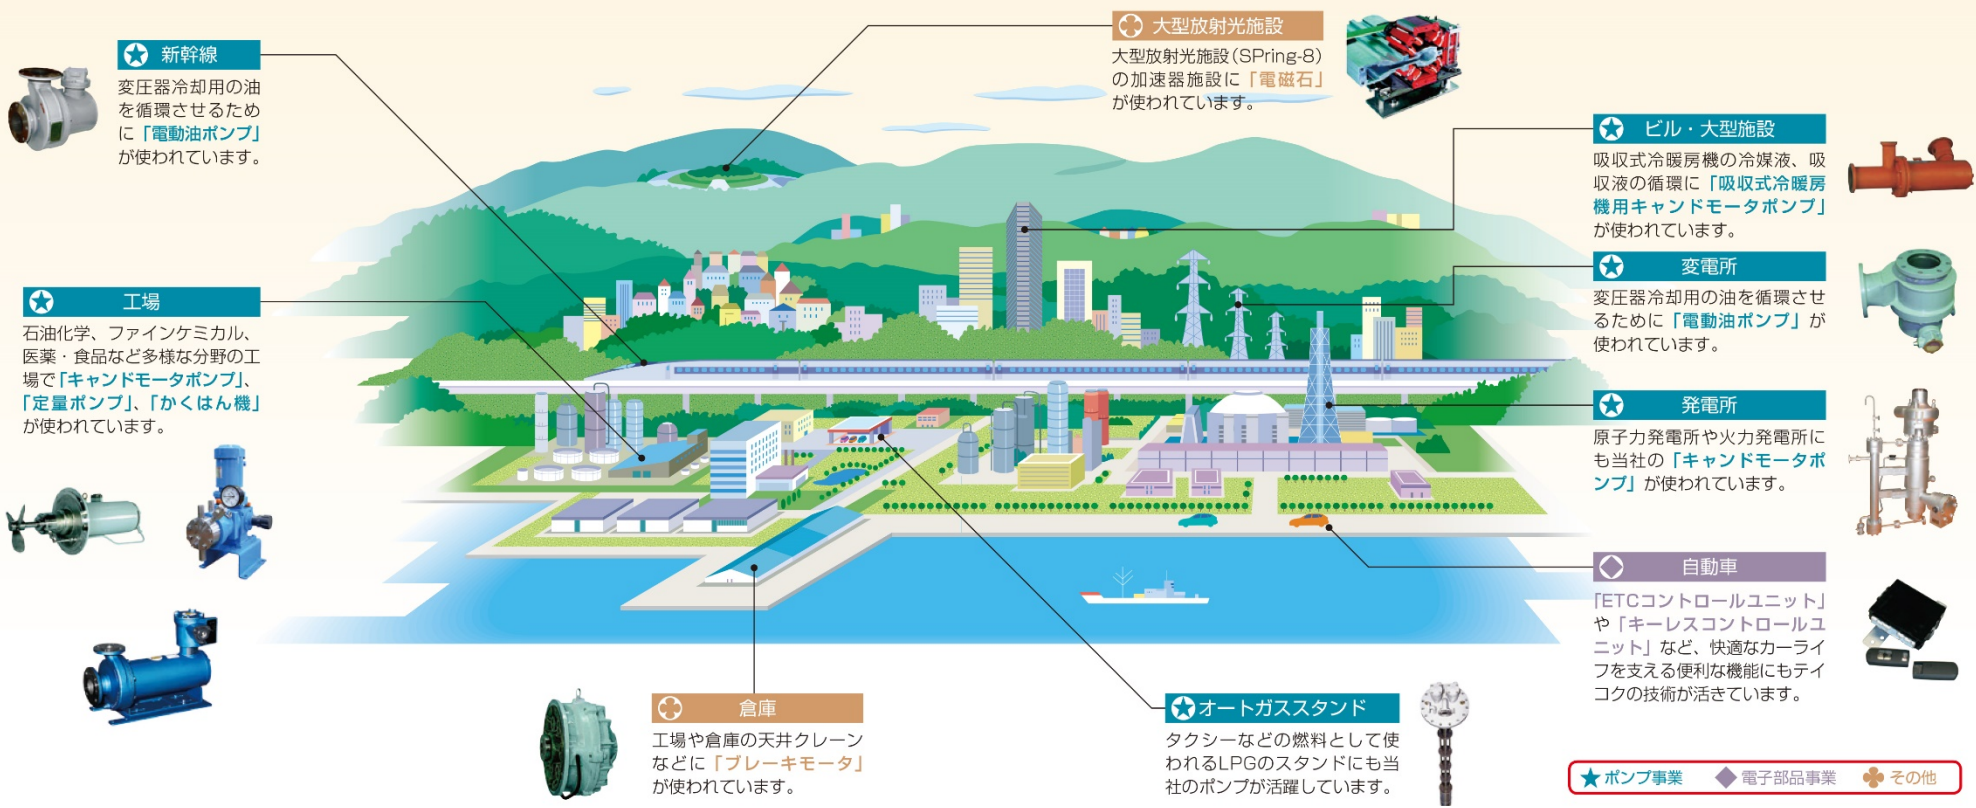 新幹線
変圧器冷却用の油
を循環させるため
に「電動油ポンプ」
が使われています。
大型放射光施設
大型放射光施設(SPring-8)
の加速器施設に「電磁石」
が使われています。
ビル・大型施設
吸収式冷暖房機の冷媒液、吸
収液の循環に「吸収式冷暖房
機用キャンドモータポンプ」
が使われています。
変電所
変圧器冷却用の油を循環させ
るために「電動油ポンプ」が
使われています。
工場
石油化学、ファインケミカル、
医薬・食品など多様な分野の工
場で「キャンドモータポンプ」、
「定量ポンプ」、「かくはん機」
が使われています。
発電所
原子力発電所や火力発電所に
も当社の「キャンドモータポ
ンプ」が使われています。
自動車
「ETCコントロールユニット」
や「キーレスコントロールユ
ニット」など、快適なカーライ
フを支える便利な機能にもテイ
コクの技術が活きています。
倉庫
工場や倉庫の天井クレーン
などに「ブレーキモータ」
が使われています。
オートガススタンド
タクシーなどの燃料として使
われるLPGのスタンドにも当
社のポンプが活躍しています。
ポンプ事業 電子部品事業 その他